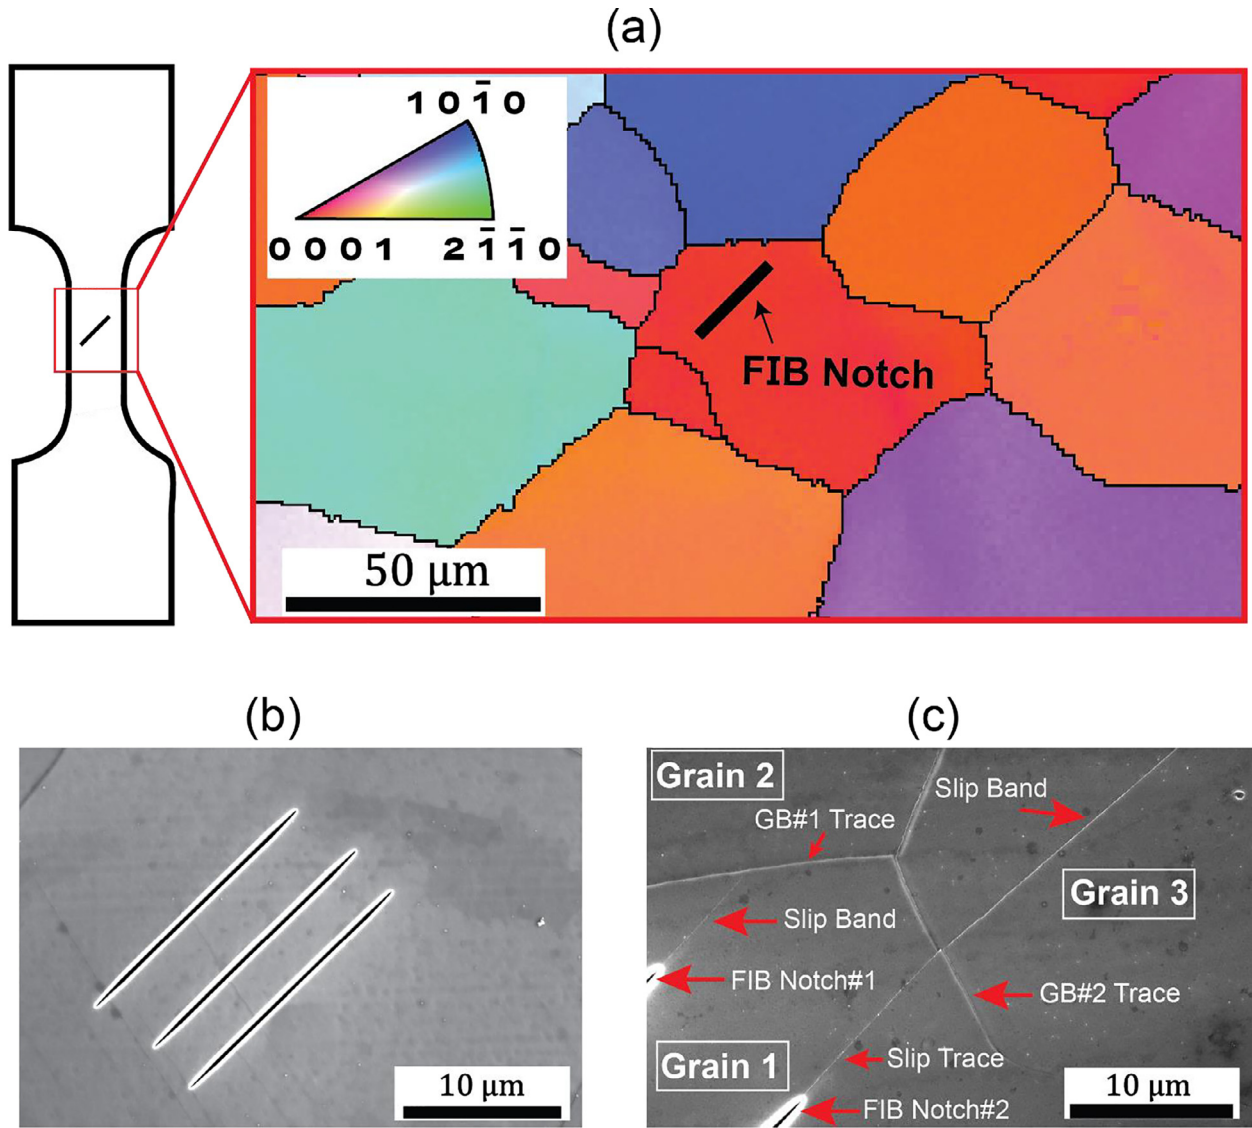 (a)
1 0 1̄ 0
0 0 0 1 2 1̄ 1̄ 0
FIB Notch
50 μm
(b)
10 μm
(c)
Grain 2
Slip Band
GB#1 Trace
Grain 3
Slip Band
FIB Notch#1
GB#2 Trace
Grain 1
Slip Trace
FIB Notch#2
10 μm